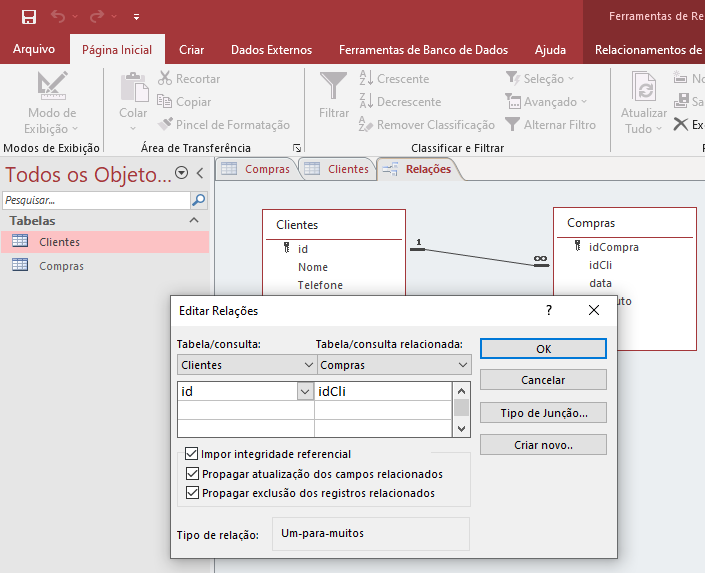 Ferramentas de Re
Arquivo Página Inicial Criar Dados Externos Ferramentas de Banco de Dados Ajuda Relacionamentos de
Modo de Exibição
Modos de Exibição
Colar
Recortar
Copiar
Pincel de Formatação
Área de Transferência
Filtrar
Crescente
Decrescente
Remover Classificação
Seleção
Avançado
Alternar Filtro
Classificar e Filtrar
Atualizar Tudo
No
Sa
Ex
Todos os Objeto...
Pesquisar...
Tabelas
Clientes
Compras
Compras Clientes Relações
Clientes
id
Nome
Telefone
1 ∞
Compras
idCompra
idCli
data
uto
Editar Relações ?
Tabela/consulta: Tabela/consulta relacionada:
Clientes Compras
id idCli
OK
Cancelar
Tipo de Junção...
Criar novo..
Impor integridade referencial
Propagar atualização dos campos relacionados
Propagar exclusão dos registros relacionados
Tipo de relação: Um-para-muitos